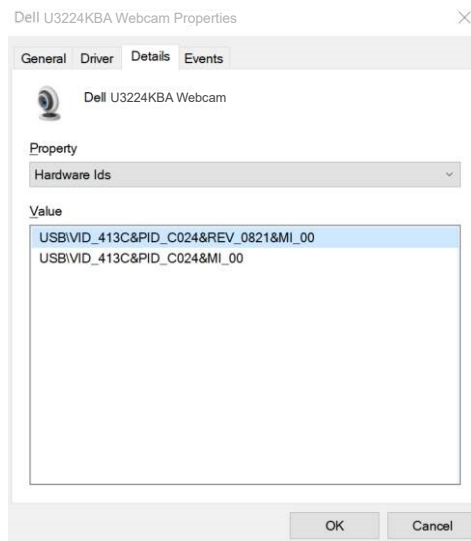 Dell U3224KBA Webcam Properties
General Driver Details Events
Dell U3224KBA Webcam
Property
Hardware Ids
Value
USB\VID_413C&PID_C024&REV_0821&MI_00
USB\VID_413C&PID_C024&MI_00
OK Cancel